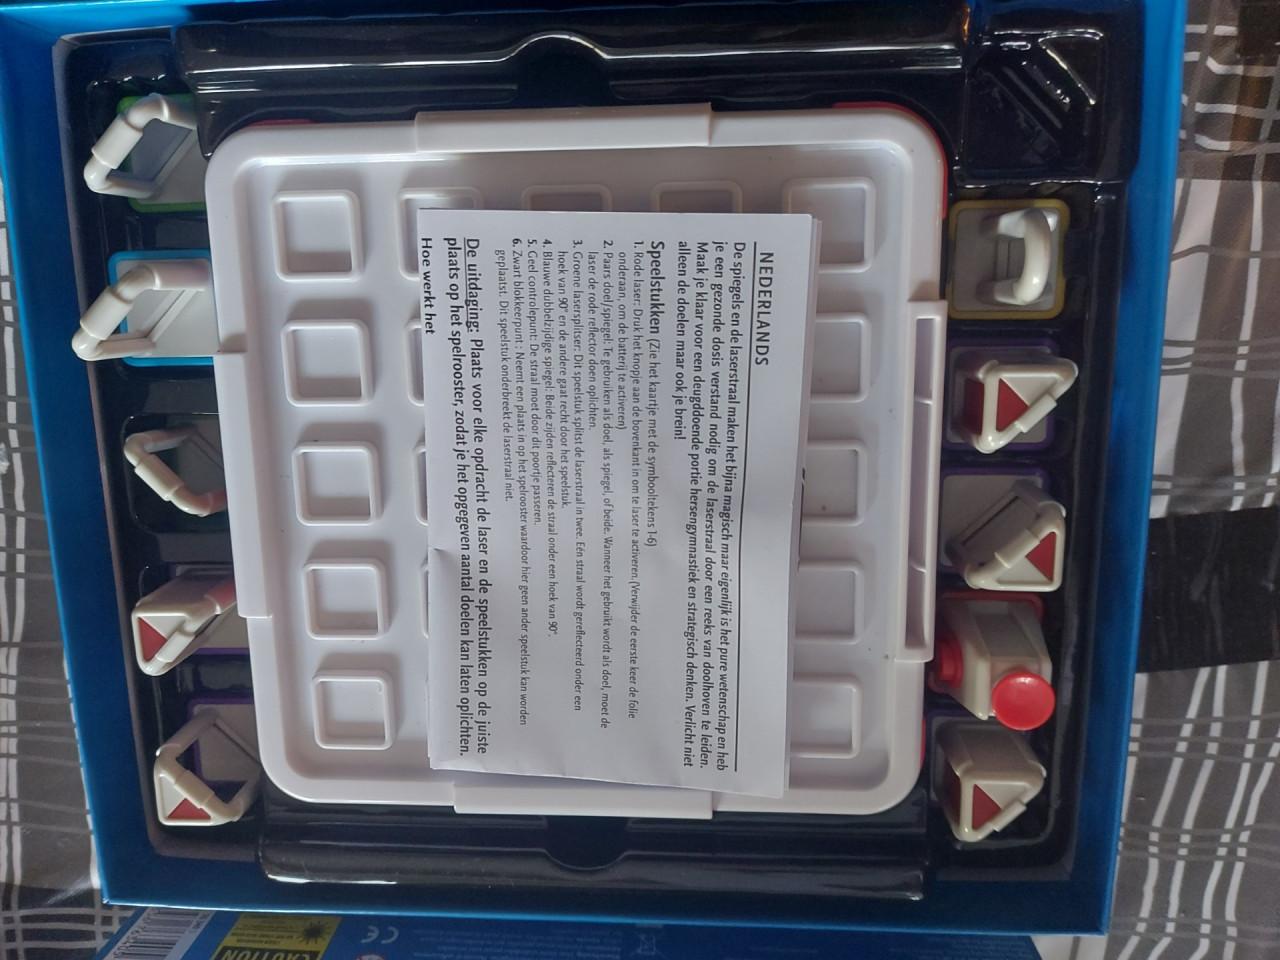 NEDERLANDS
De spiegels en de laserstraal maken het bijna magisch maar eigenlijk is het pure wetenschap en heb
je een gezonde dosis verstand nodig om de laserstraal door een reeks van doolhoven te leiden.
Maak je klaar voor een deugddoende portie hersengymnastiek en strategisch denken. Verlicht niet
alleen de doelen maar ook je brein!
Speelstukken (Zie het kaartje met de symbooltekens 1-6)
1. Rode laser: Druk het knopje aan de bovenkant in om te laser te activeren. (Verwijder de eerste keer de folie
onderaan, om de batterij te activeren)
2. Paars doel/spiegel: Te gebruiken als doel, als spiegel, of beide. Wanneer het gebruikt wordt als doel, moet de
laser de rode reflector doen oplichten.
3. Groene lasersplitser: Dit speelstuk splitst de laserstraal in twee. Eén straal wordt gereflecteerd onder een
hoek van 90° en de andere gaat recht door het speelstuk.
4. Blauwe dubbelzijdige spiegel: Beide zijden reflecteren de straal onder een hoek van 90°.
5. Geel controlepunt: De straal moet door dit poortje passeren.
6. Zwart blokkeerpunt: Neemt een plaats in op het spelrooster waardoor hier geen ander speelstuk kan worden
geplaatst. Dit speelstuk onderbreekt de laserstraal niet.
De uitdaging: Plaats voor elke opdracht de laser en de speelstukken op de juiste
plaats op het spelrooster, zodat je het opgegeven aantal doelen kan laten oplichten.
Hoe werkt het
CAUTION
CE